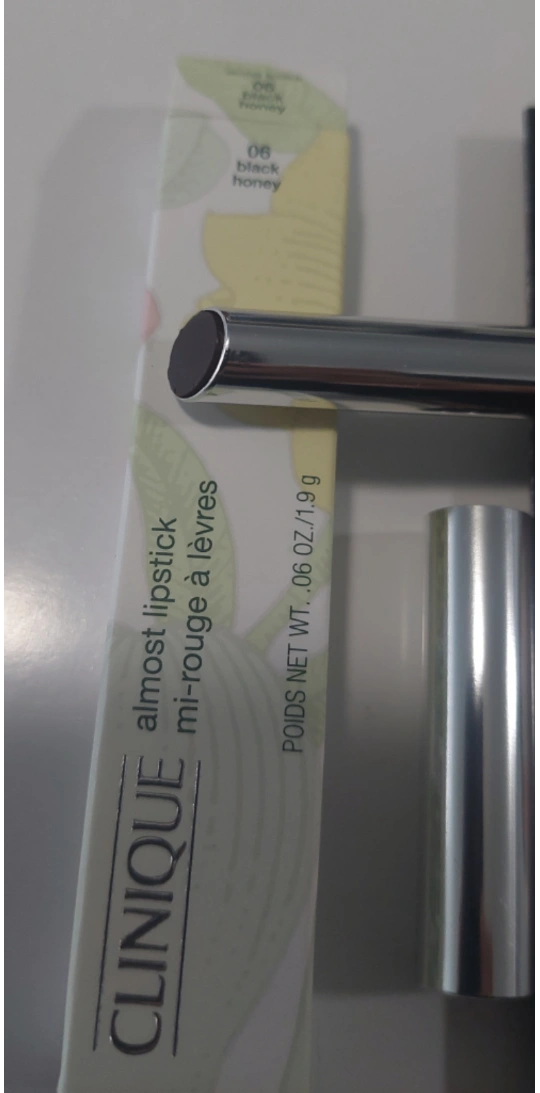 06
black
honey
06
black
honey
CLINIQUE
almost lipstick
mi-rouge à lèvres
POIDS NET WT. .06 OZ./1.9 g